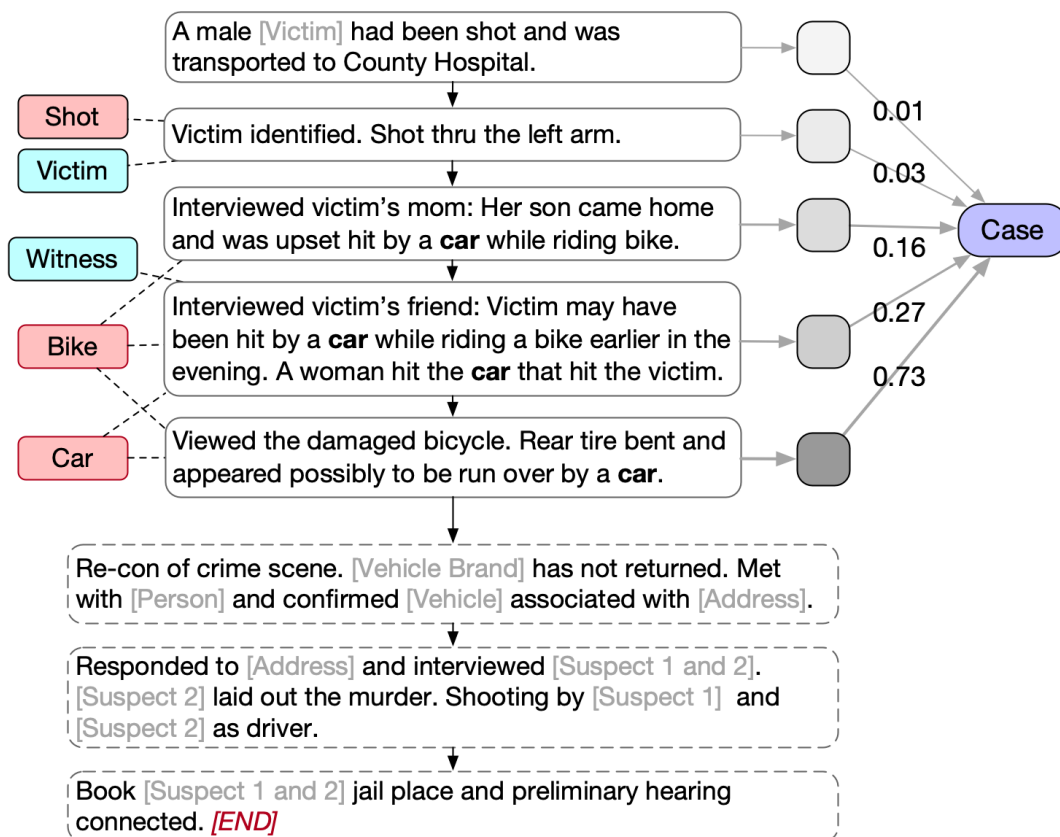 A male [Victim] had been shot and was
transported to County Hospital.
0.01
Shot
Victim identified. Shot thru the left arm.
Victim
0.03
Interviewed victim's mom: Her son came home
and was upset hit by a car while riding bike.
Case
0.16
Witness
Interviewed victim's friend: Victim may have
been hit by a car while riding a bike earlier in the
evening. A woman hit the car that hit the victim.
0.27
Bike
0.73
Car
Viewed the damaged bicycle. Rear tire bent and
appeared possibly to be run over by a car.
Re-con of crime scene. [Vehicle Brand] has not returned. Met
with [Person] and confirmed [Vehicle] associated with [Address].
Responded to [Address] and interviewed [Suspect 1 and 2].
[Suspect 2] laid out the murder. Shooting by [Suspect 1] and
[Suspect 2] as driver.
Book [Suspect 1 and 2] jail place and preliminary hearing
connected. [END]